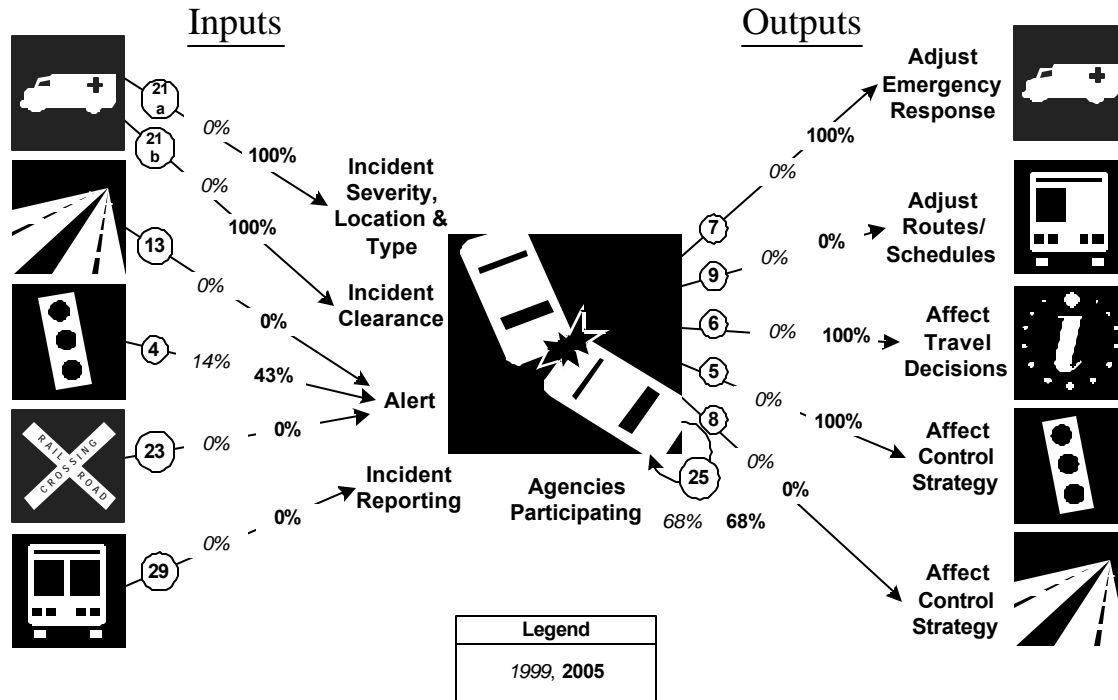 Inputs
Outputs
21
a
0%
100%
Incident
Severity,
Location &
Type
21
b
0%
100%
Incident
Clearance
13
0%
0%
4
14%
43%
Alert
23
0%
0%
RAIL ROAD
CROSSING
Incident
Reporting
29
0%
0%
Agencies
Participating
25
68% 68%
7
0%
100%
Adjust
Emergency
Response
9
0%
0%
Adjust
Routes/
Schedules
6
0%
100%
Affect
Travel
Decisions
i
5
0%
100%
Affect
Control
Strategy
8
0%
0%
Affect
Control
Strategy
Legend
1999, 2005